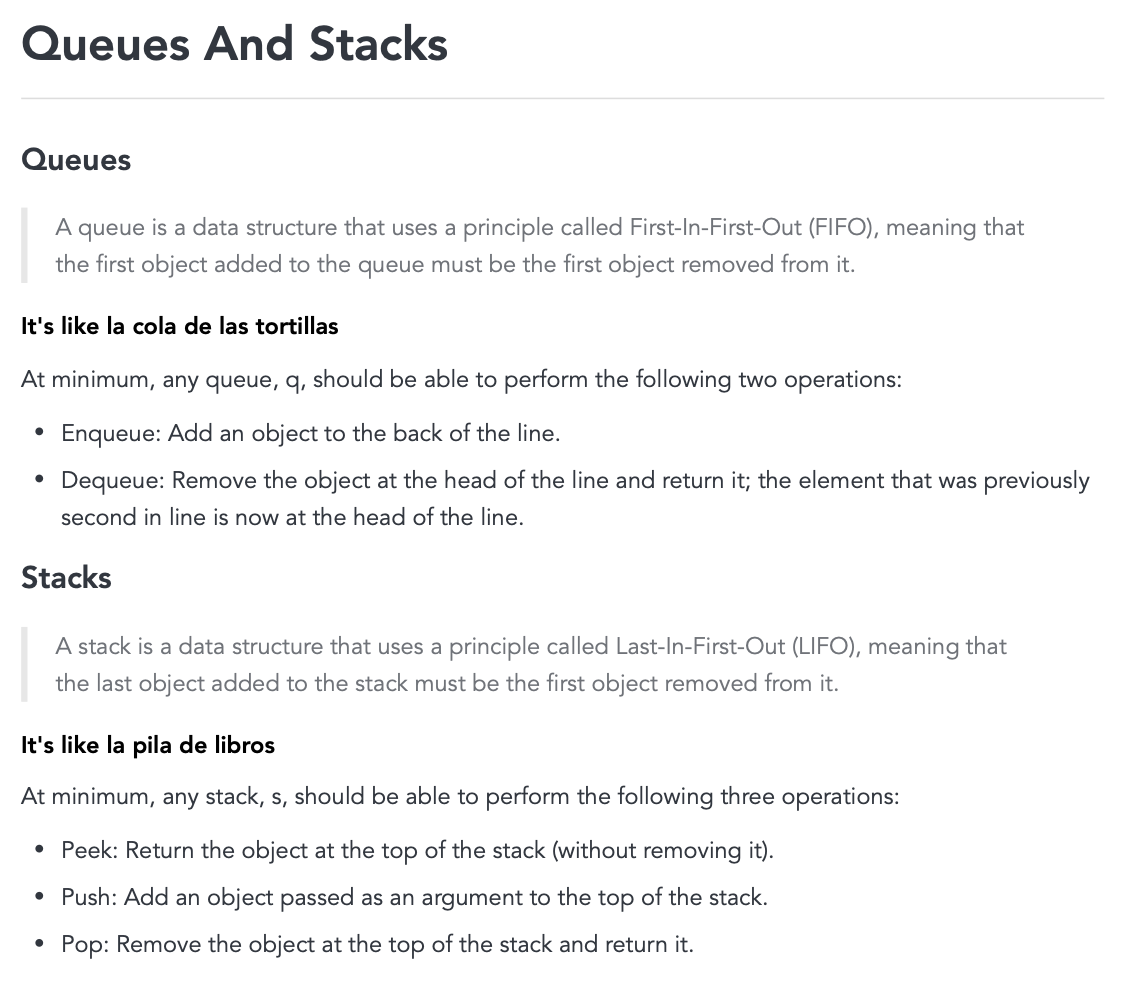 Queues And Stacks
Queues
A queue is a data structure that uses a principle called First-In-First-Out (FIFO), meaning that
the first object added to the queue must be the first object removed from it.
It's like la cola de las tortillas
At minimum, any queue, q, should be able to perform the following two operations:
• Enqueue: Add an object to the back of the line.
• Dequeue: Remove the object at the head of the line and return it; the element that was previously
second in line is now at the head of the line.
Stacks
A stack is a data structure that uses a principle called Last-In-First-Out (LIFO), meaning that
the last object added to the stack must be the first object removed from it.
It's like la pila de libros
At minimum, any stack, s, should be able to perform the following three operations:
• Peek: Return the object at the top of the stack (without removing it).
• Push: Add an object passed as an argument to the top of the stack.
• Pop: Remove the object at the top of the stack and return it.